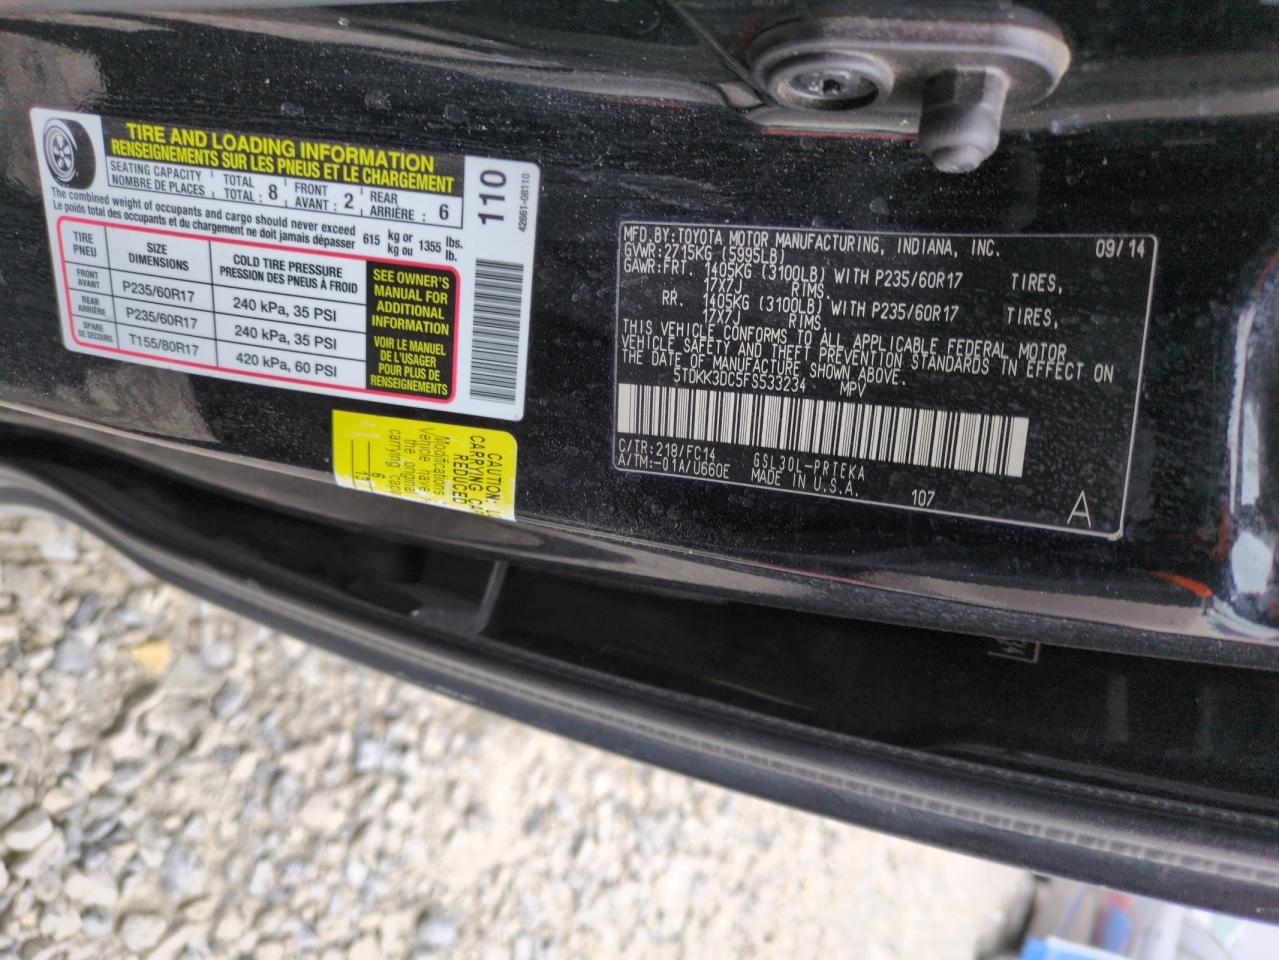 TIRE AND LOADING INFORMATION
RENSEIGNEMENTS SUR LES PNEUS ET LE CHARGEMENT
SEATING CAPACITY
NOMBRE DE PLACES
TOTAL
TOTAL : 8
FRONT
AVANT : 2
REAR
ARRIÈRE : 6
The combined weight of occupants and cargo should never exceed 615 kg or 1355 lbs.
Le poids total des occupants et du chargement ne doit jamais dépasser kg ou lb.
TIRE
PNEU
SIZE
DIMENSIONS
COLD TIRE PRESSURE
PRESSION DES PNEUS À FROID
FRONT
AVANT
P235/60R17
240 kPa, 35 PSI
REAR
ARRIÈRE
P235/60R17
240 kPa, 35 PSI
SPARE
DE SECOURS
T155/80R17
420 kPa, 60 PSI
SEE OWNER'S
MANUAL FOR
ADDITIONAL
INFORMATION
VOIR LE MANUEL
DE L'USAGER
POUR PLUS DE
RENSEIGNEMENTS
110
42661-08110
CAUTION:
CARRYING
REDUCED
Modifications
Vehicle have
the original
carrying
6
13
MFD.BY:TOYOTA MOTOR MANUFACTURING, INDIANA, INC. 09/14
GVWR:2715KG (5995LB)
GAWR:FRT. 1405KG (3100LB) WITH P235/60R17 TIRES,
17X7J RIMS
RR. 1405KG (3100LB) WITH P235/60R17 TIRES,
17X7J RIMS,
THIS VEHICLE CONFORMS TO ALL APPLICABLE FEDERAL MOTOR
VEHICLE SAFETY AND THEFT PREVENTION STANDARDS IN EFFECT ON
THE DATE OF MANUFACTURE SHOWN ABOVE.
5TDKK3DC5FS533234 MPV
C/TR:218/FC14 GSL30L-PRTEKA
A/TM:-01A/U660E MADE IN U.S.A. 107 A